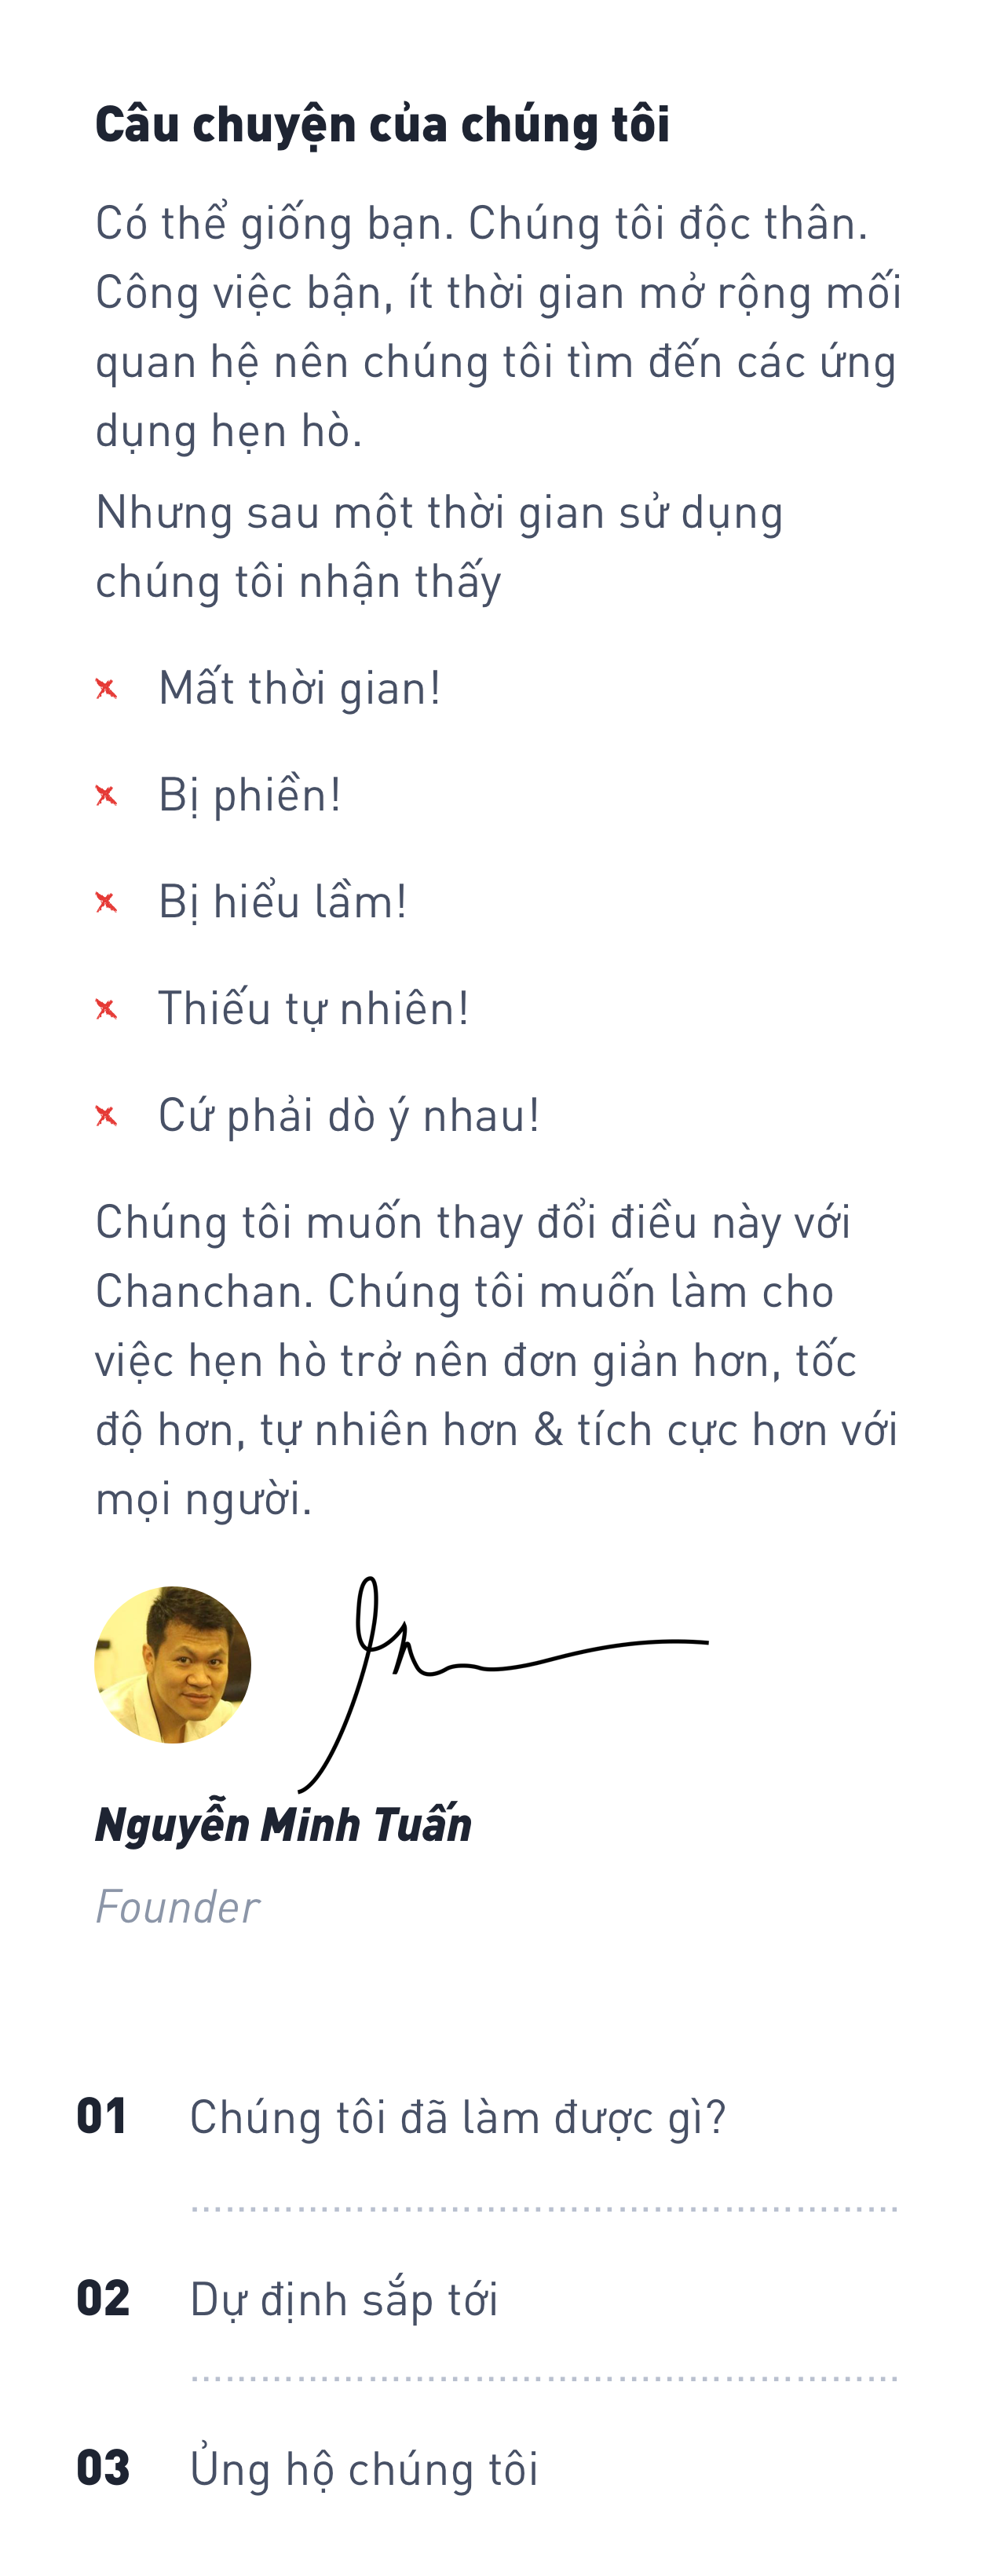 Câu chuyện của chúng tôi
Có thể giống bạn. Chúng tôi độc thân.
Công việc bận, ít thời gian mở rộng mối
quan hệ nên chúng tôi tìm đến các ứng
dụng hẹn hò.
Nhưng sau một thời gian sử dụng
chúng tôi nhận thấy
Mất thời gian!
Bị phiền!
Bị hiểu lầm!
Thiếu tự nhiên!
Cứ phải dò ý nhau!
Chúng tôi muốn thay đổi điều này với
Chanchan. Chúng tôi muốn làm cho
việc hẹn hò trở nên đơn giản hơn, tốc
độ hơn, tự nhiên hơn & tích cực hơn với
mọi người.
Nguyễn Minh Tuấn
Founder
01 Chúng tôi đã làm được gì?
02 Dự định sắp tới
03 Ủng hộ chúng tôi